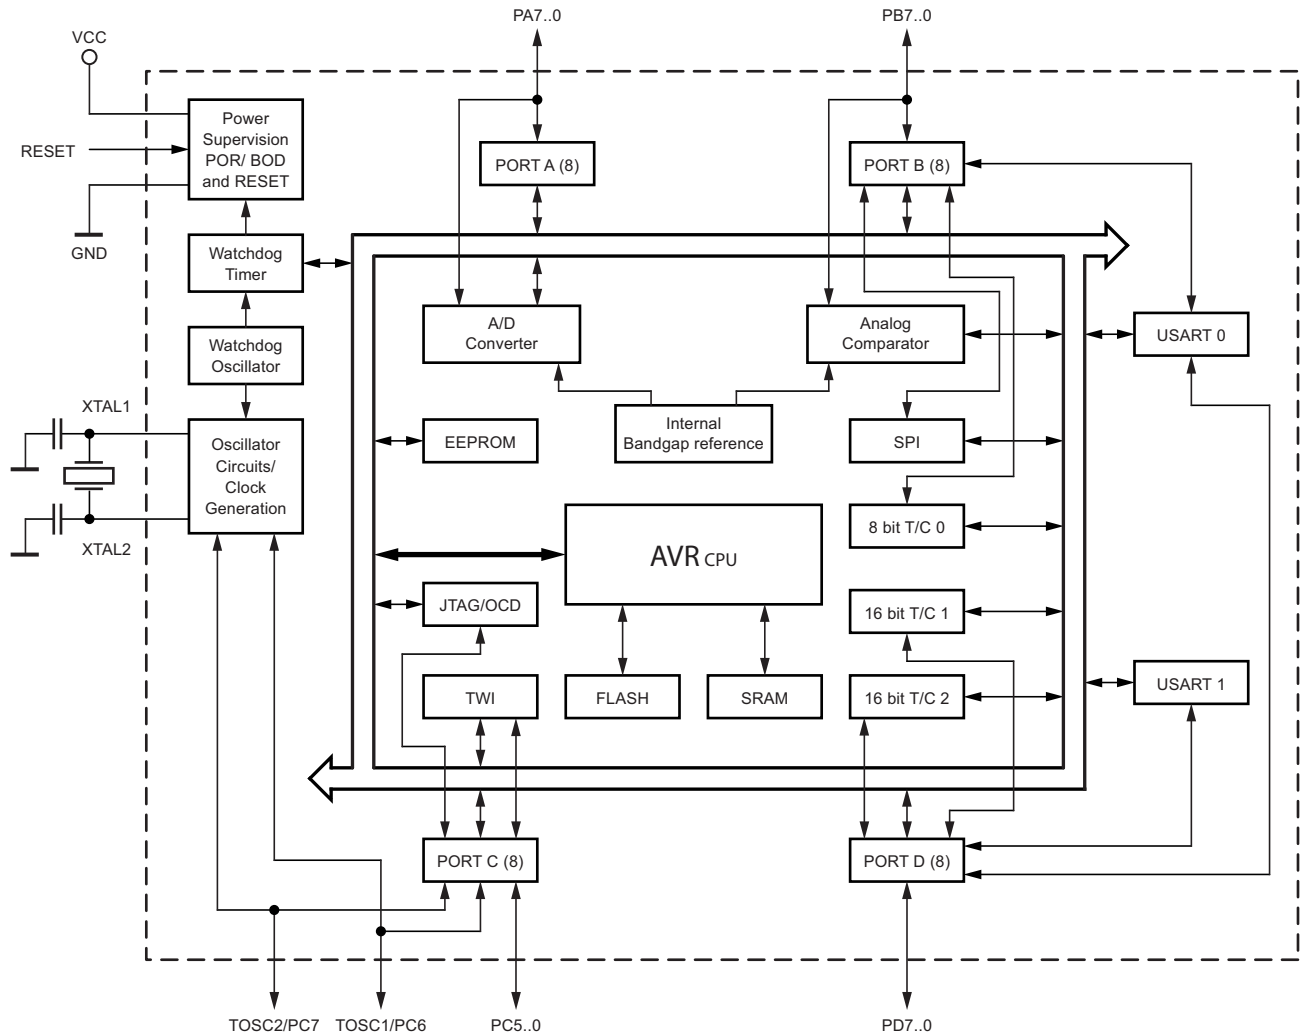 PA7..0
PB7..0
VCC
Power
Supervision
POR/ BOD
and RESET
RESET
PORT A (8)
PORT B (8)
GND
Watchdog
Timer
A/D
Converter
Analog
Comparator
USART 0
Watchdog
Oscillator
XTAL1
Internal
Bandgap reference
EEPROM
SPI
Oscillator
Circuits/
Clock
Generation
XTAL2
8 bit T/C 0
AVR CPU
JTAG/OCD
16 bit T/C 1
TWI
FLASH
SRAM
16 bit T/C 2
USART 1
PORT C (8)
PORT D (8)
TOSC2/PC7
TOSC1/PC6
PC5..0
PD7..0